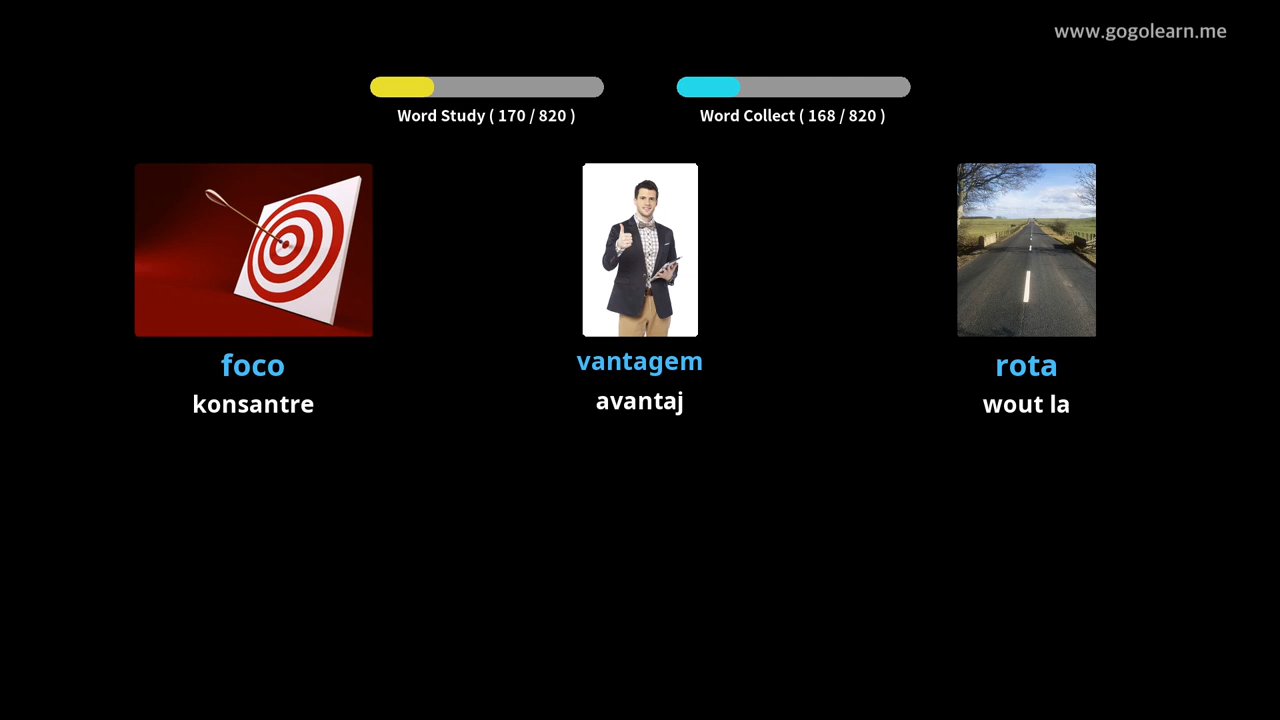 www.gogolearn.me
Word Study ( 170 / 820 )
Word Collect ( 168 / 820 )
foco
konsantre
vantagem
avantaj
rota
wout la